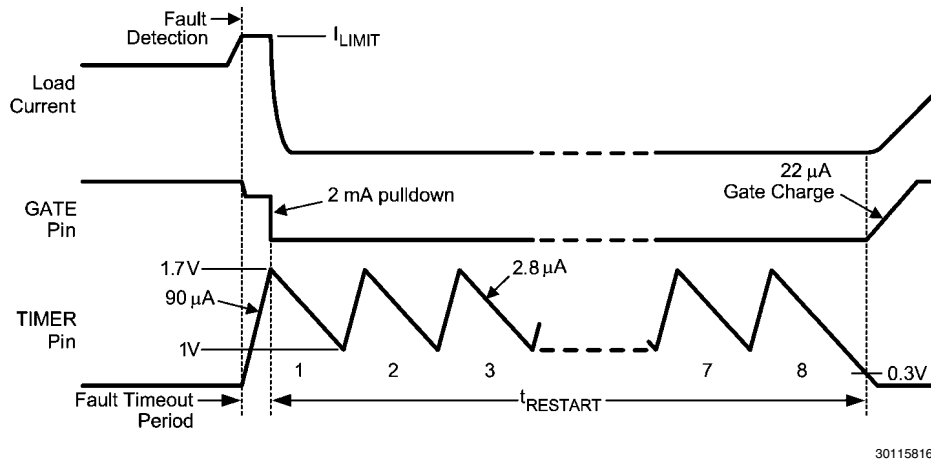 Fault
Detection
I_LIMIT
Load
Current
22 μA
Gate Charge
2 mA pulldown
GATE
Pin
1.7V
2.8 μA
90 μA
TIMER
Pin
1V
1 2 3 7 8
0.3V
Fault Timeout
Period
t_RESTART
30115816